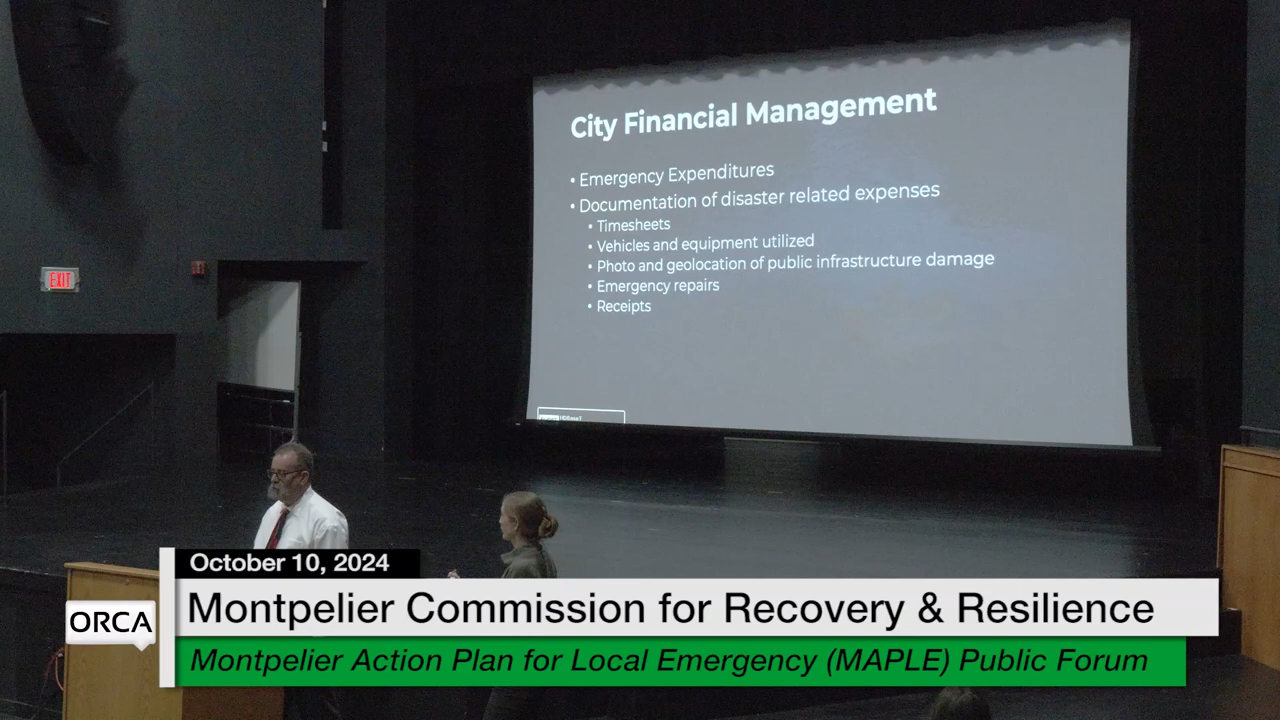 City Financial Management
• Emergency Expenditures
• Documentation of disaster related expenses
• Timesheets
• Vehicles and equipment utilized
• Photo and geolocation of public infrastructure damage
• Emergency repairs
• Receipts
EXIT
October 10, 2024
Montpelier Commission for Recovery & Resilience
ORCA
Montpelier Action Plan for Local Emergency (MAPLE) Public Forum